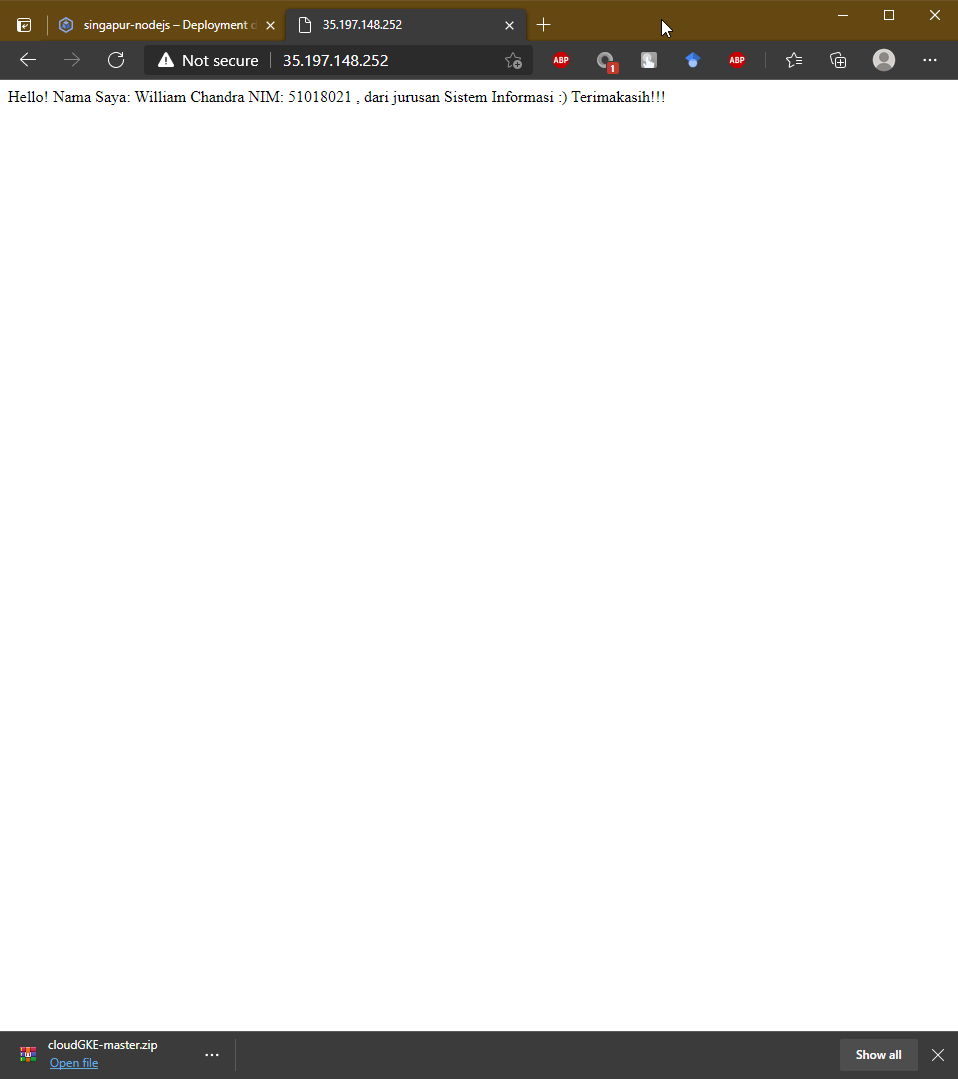 singapur-nodejs – Deployment d
35.197.148.252
Not secure
35.197.148.252
ABP
1
ABP
Hello! Nama Saya: William Chandra NIM: 51018021 , dari jurusan Sistem Informasi :) Terimakasih!!!
cloudGKE-master.zip
Open file
Show all